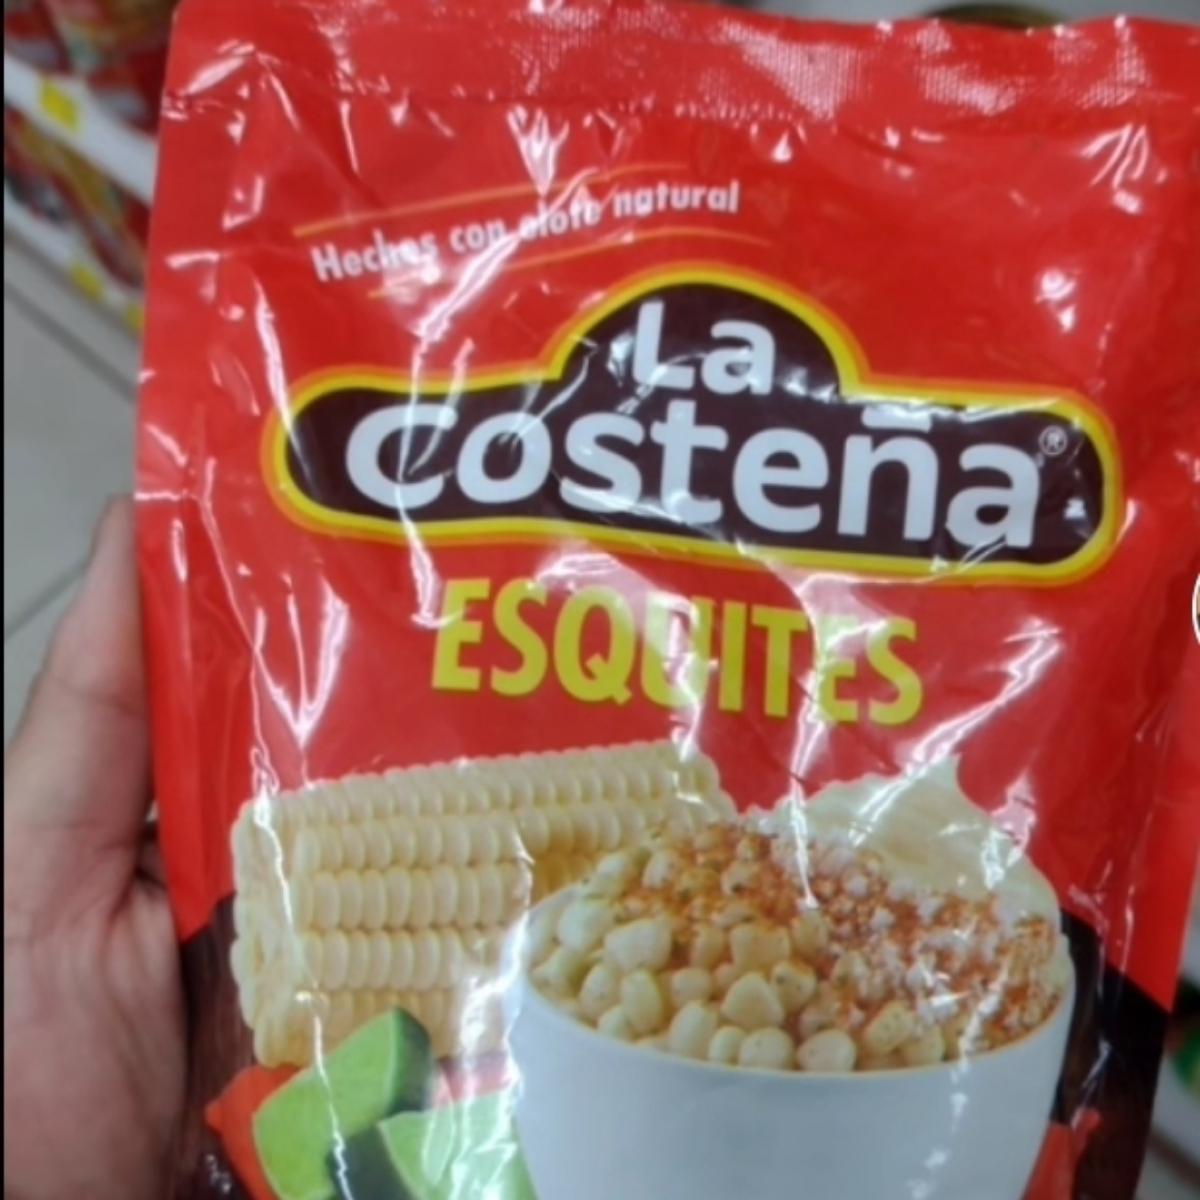 Hechos con elote natural
La
Costeña®
ESQUITES